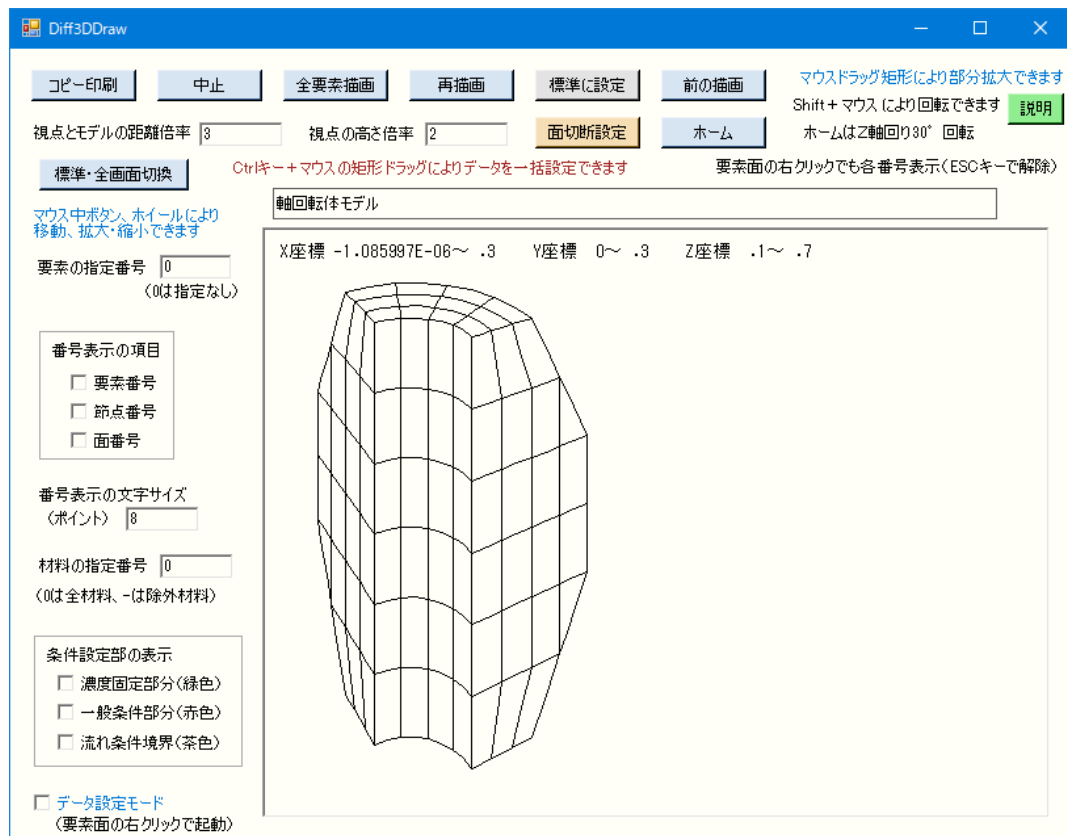 Diff3DDraw
コピー印刷 中止 全要素描画 再描画 標準に設定 前の描画 マウスドラッグ矩形により部分拡大できます
Shift+マウス により回転できます 説明
視点とモデルの距離倍率 3 視点の高さ倍率 2 面切断設定 ホーム ホームはZ軸回り30° 回転
標準・全画面切換 Ctrlキー+マウスの矩形ドラッグによりデータを一括設定できます 要素面の右クリックでも各番号表示(ESCキーで解除)
軸回転体モデル
マウス中ボタン、ホイールにより
移動、拡大・縮小できます
X座標 -1.085997E-06～ .3 Y座標 0～ .3 Z座標 .1～ .7
要素の指定番号 0
(0は指定なし)
番号表示の項目
要素番号
節点番号
面番号
番号表示の文字サイズ
(ポイント) 8
材料の指定番号 0
(0は全材料、-は除外材料)
条件設定部の表示
濃度固定部分(緑色)
一般条件部分(赤色)
流れ条件境界(茶色)
データ設定モード
(要素面の右クリックで起動)